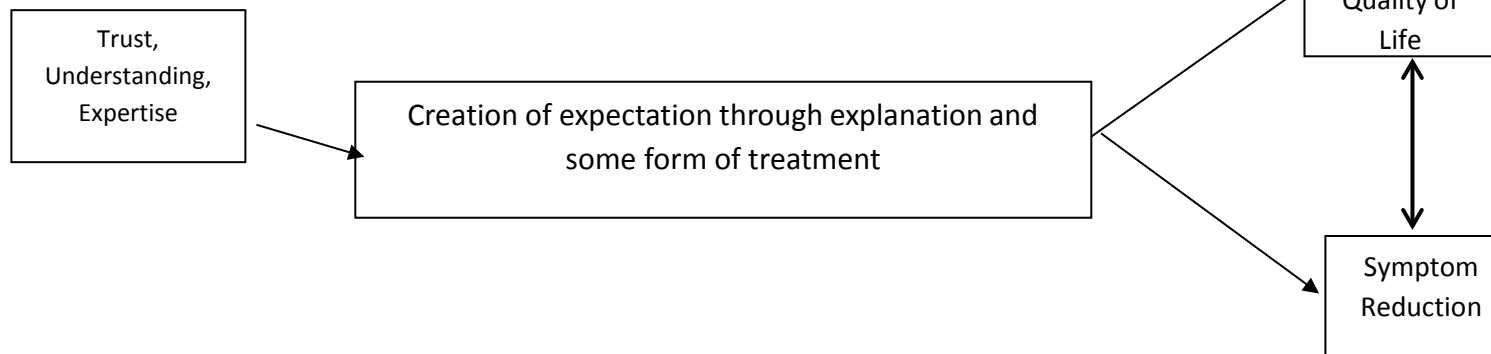 Trust,
Understanding,
Expertise
Creation of expectation through explanation and
some form of treatment
Quality of
Life
Symptom
Reduction